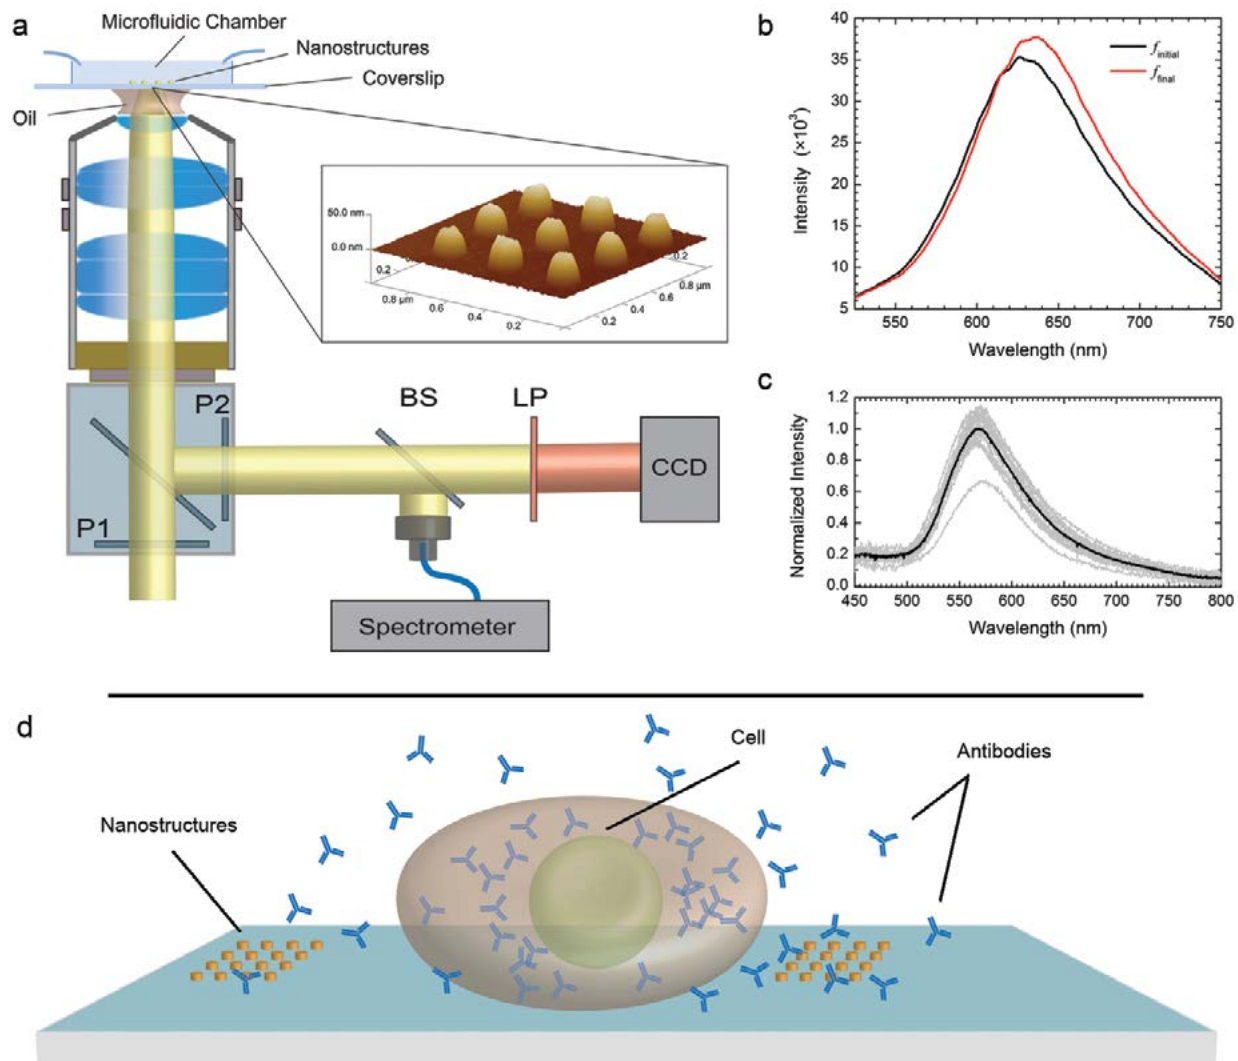 a
Microfluidic Chamber
Nanostructures
Coverslip
Oil
50.0 nm
0.0 nm
0.2
0.8 µm
0.6
0.4
0.2
0.2
0.4
0.6
0.8 µm
0.2
P2
P1
BS
LP
CCD
Spectrometer
b
40
35
30
25
20
15
10
5
Intensity (×10³)
f initial
f final
550 600 650 700 750
Wavelength (nm)
c
1.2
1.0
0.8
0.6
0.4
0.2
0.0
Normalized Intensity
450 500 550 600 650 700 750 800
Wavelength (nm)
d
Cell
Antibodies
Nanostructures